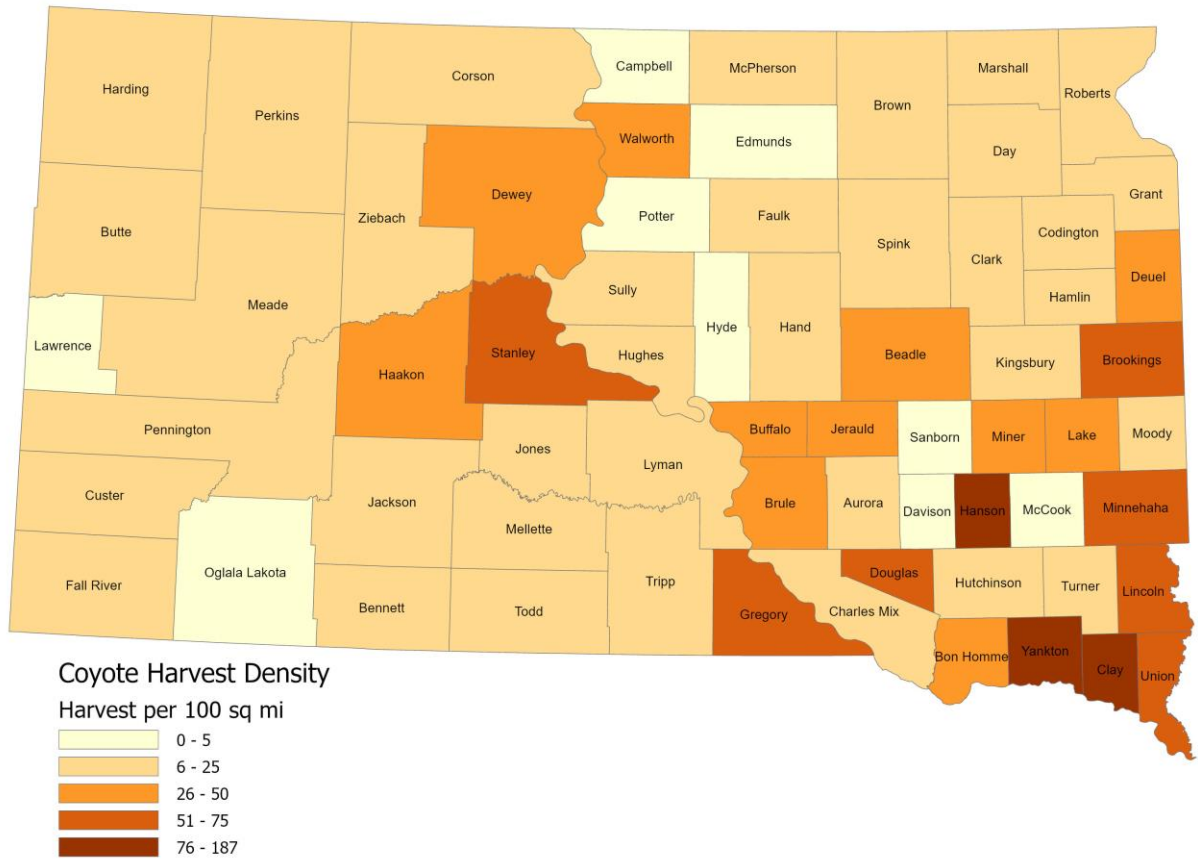 Campbell
McPherson
Marshall
Roberts
Corson
Harding
Brown
Perkins
Walworth
Edmunds
Day
Dewey
Grant
Ziebach
Potter
Faulk
Butte
Codington
Spink
Clark
Deuel
Sully
Hamlin
Meade
Hyde
Hand
Lawrence
Stanley
Hughes
Beadle
Kingsbury
Brookings
Haakon
Pennington
Buffalo
Jerauld
Sanborn
Miner
Lake
Moody
Jones
Lyman
Custer
Jackson
Brule
Aurora
Davison
Hanson
McCook
Minnehaha
Mellette
Oglala Lakota
Fall River
Tripp
Douglas
Hutchinson
Turner
Lincoln
Bennett
Todd
Gregory
Charles Mix
Bon Homme
Yankton
Clay
Union
Coyote Harvest Density
Harvest per 100 sq mi
0 - 5
6 - 25
26 - 50
51 - 75
76 - 187